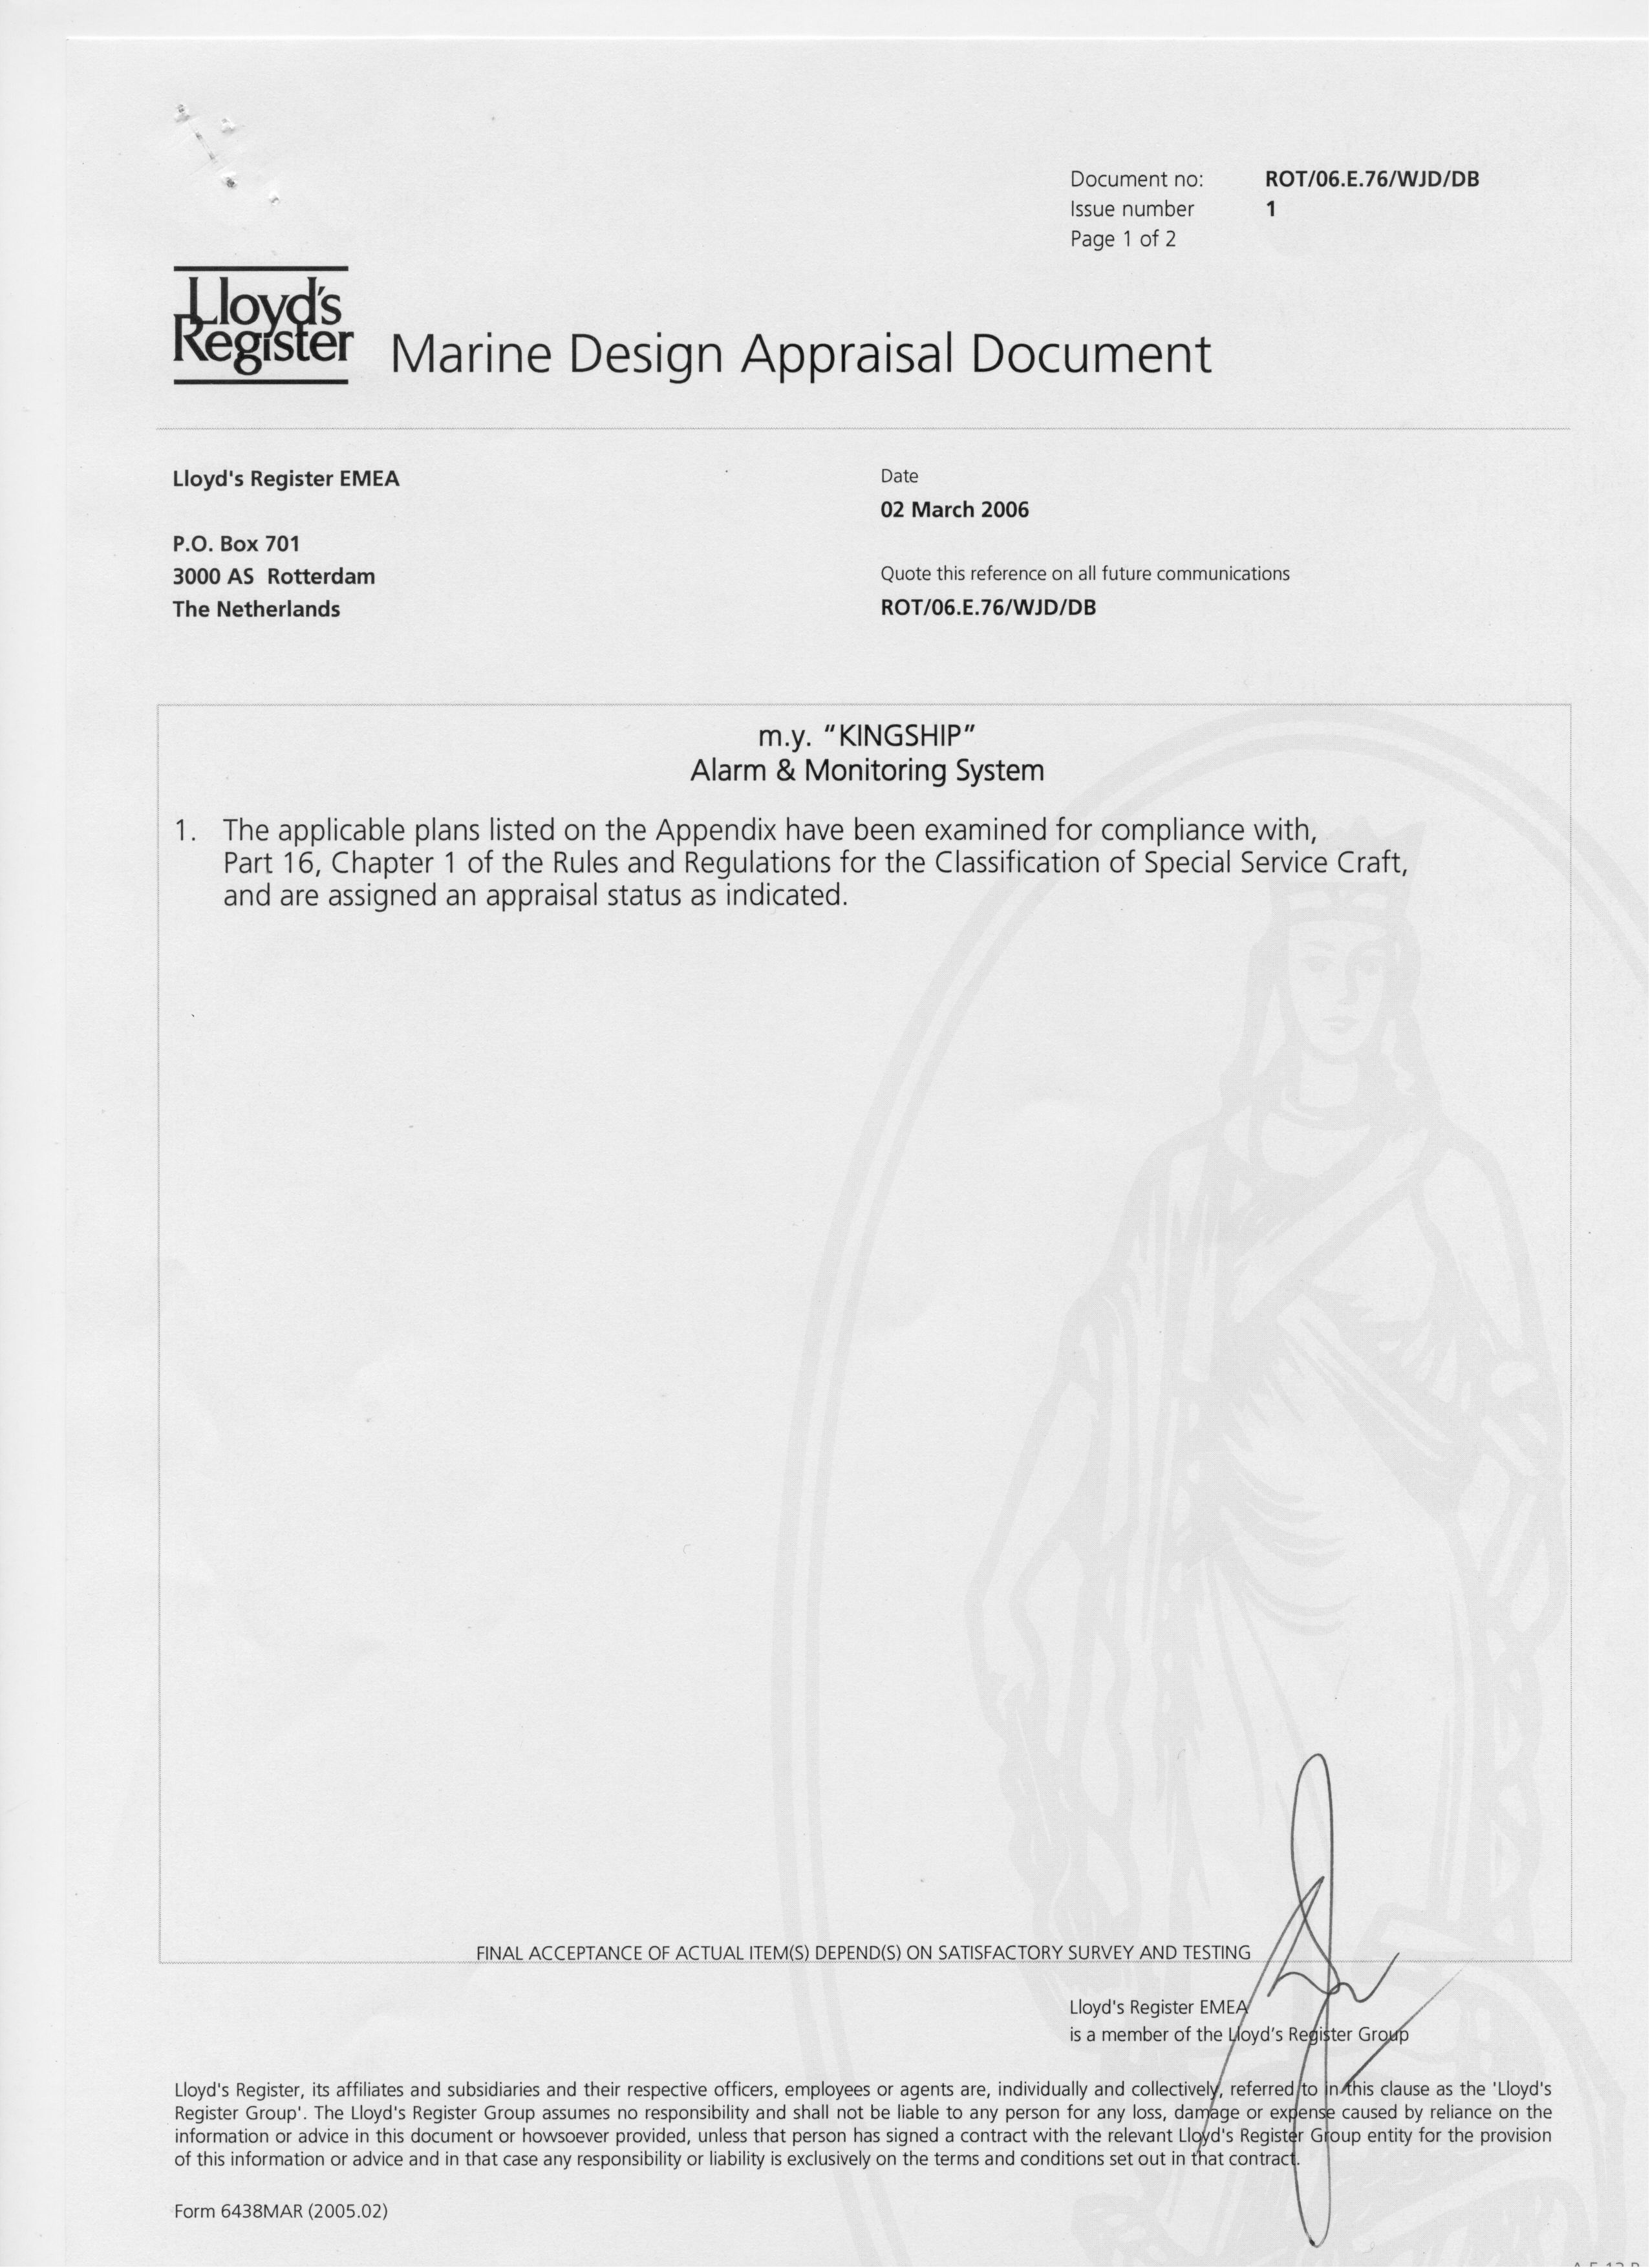 Document no: ROT/06.E.76/WJD/DB
Issue number 1
Page 1 of 2
Lloyd's
Register
Marine Design Appraisal Document
Lloyd's Register EMEA
P.O. Box 701
3000 AS Rotterdam
The Netherlands
Date
02 March 2006
Quote this reference on all future communications
ROT/06.E.76/WJD/DB
m.y. “KINGSHIP”
Alarm & Monitoring System
1. The applicable plans listed on the Appendix have been examined for compliance with,
Part 16, Chapter 1 of the Rules and Regulations for the Classification of Special Service Craft,
and are assigned an appraisal status as indicated.
FINAL ACCEPTANCE OF ACTUAL ITEM(S) DEPEND(S) ON SATISFACTORY SURVEY AND TESTING
Lloyd's Register EMEA
is a member of the Lloyd’s Register Group
Lloyd's Register, its affiliates and subsidiaries and their respective officers, employees or agents are, individually and collectively, referred to in this clause as the 'Lloyd's
Register Group'. The Lloyd's Register Group assumes no responsibility and shall not be liable to any person for any loss, damage or expense caused by reliance on the
information or advice in this document or howsoever provided, unless that person has signed a contract with the relevant Lloyd's Register Group entity for the provision
of this information or advice and in that case any responsibility or liability is exclusively on the terms and conditions set out in that contract.
Form 6438MAR (2005.02)